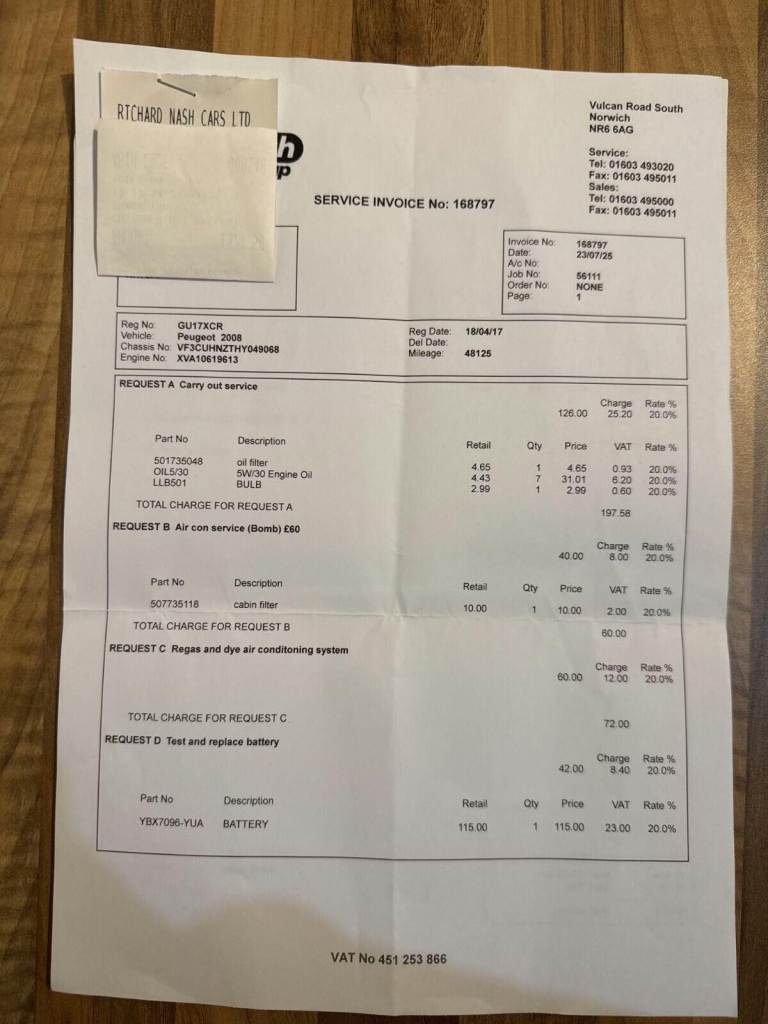 RICHARD NASH CARS LTD
h
up
SERVICE INVOICE No: 168797
Vulcan Road South
Norwich
NR6 6AG
Service:
Tel: 01603 493020
Fax: 01603 495011
Sales:
Tel: 01603 495000
Fax: 01603 495011
Invoice No: 168797
Date: 23/07/25
A/c No:
Job No: 56111
Order No: NONE
Page: 1
Reg No: GU17XCR
Vehicle: Peugeot 2008
Chassis No: VF3CUHNZTHY049068
Engine No: XVA10619613
Reg Date: 18/04/17
Del Date:
Mileage: 48125
REQUEST A Carry out service
Charge Rate %
126.00 25.20 20.0%
Part No Description Retail Qty Price VAT Rate %
501735048 oil filter 4.65 1 4.65 0.93 20.0%
OIL5/30 5W/30 Engine Oil 4.43 7 31.01 6.20 20.0%
LLB501 BULB 2.99 1 2.99 0.60 20.0%
TOTAL CHARGE FOR REQUEST A 197.58
REQUEST B Air con service (Bomb) £60
Charge Rate %
40.00 8.00 20.0%
Part No Description Retail Qty Price VAT Rate %
507735118 cabin filter 10.00 1 10.00 2.00 20.0%
TOTAL CHARGE FOR REQUEST B 60.00
REQUEST C Regas and dye air conditoning system
Charge Rate %
60.00 12.00 20.0%
TOTAL CHARGE FOR REQUEST C 72.00
REQUEST D Test and replace battery
Charge Rate %
42.00 8.40 20.0%
Part No Description Retail Qty Price VAT Rate %
YBX7096-YUA BATTERY 115.00 1 115.00 23.00 20.0%
VAT No 451 253 866